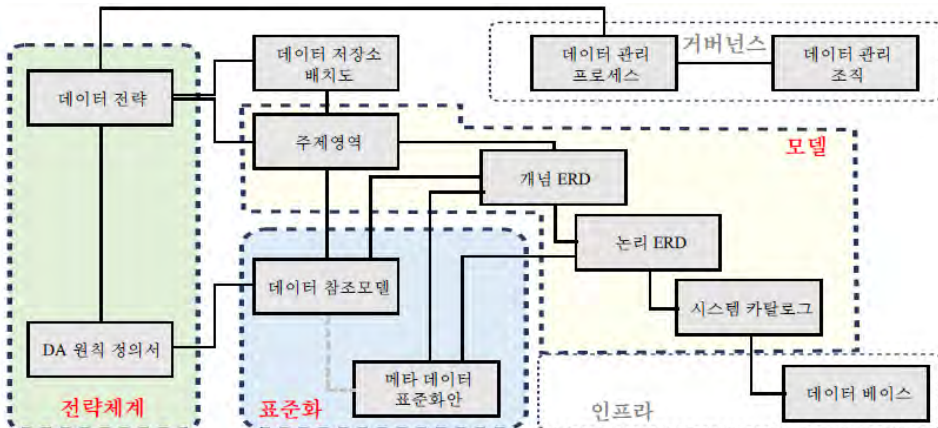 데이터 저장소
배치도
데이터 관리
프로세스
거버넌스
데이터 관리
조직
데이터 전략
주제영역
모델
개념 ERD
논리 ERD
데이터 참조모델
시스템 카탈로그
DA 원칙 정의서
메타 데이터
표준화안
데이터 베이스
전략체계
표준화
인프라